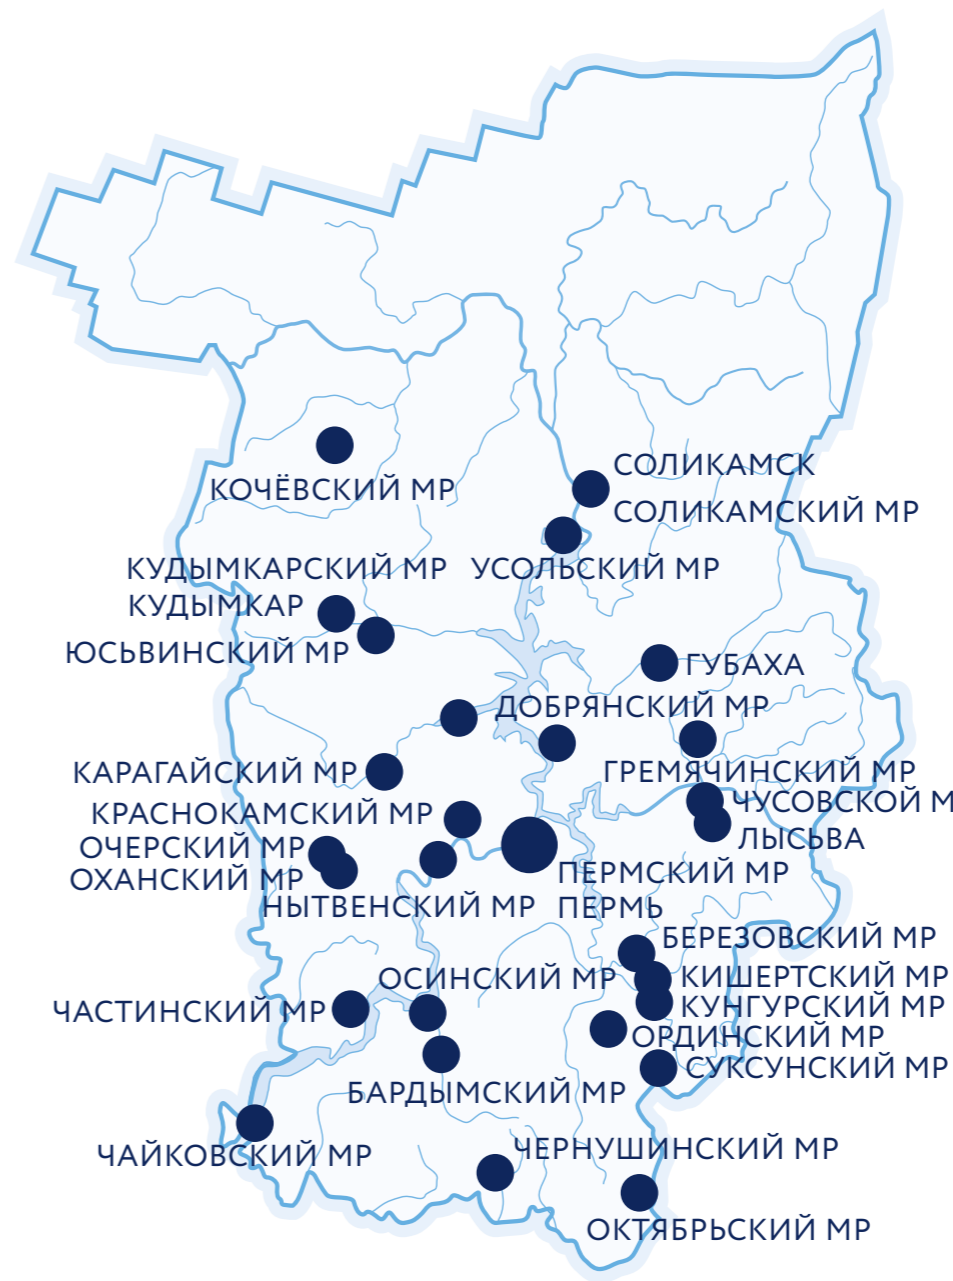 СОЛИКАМСК
КОЧЁВСКИЙ МР
СОЛИКАМСКИЙ МР
КУДЫМКАРСКИЙ МР
УСОЛЬСКИЙ МР
КУДЫМКАР
ЮСЬВИНСКИЙ МР
ГУБАХА
ДОБРЯНСКИЙ МР
КАРАГАЙСКИЙ МР
ГРЕМЯЧИНСКИЙ МР
ЧУСОВСКОЙ М
КРАСНОКАМСКИЙ МР
ЛЫСЬВА
ОЧЕРСКИЙ МР
ОХАНСКИЙ МР
ПЕРМСКИЙ МР
НЫТВЕНСКИЙ МР
ПЕРМЬ
БЕРЕЗОВСКИЙ МР
ОСИНСКИЙ МР
КИШЕРТСКИЙ МР
ЧАСТИНСКИЙ МР
КУНГУРСКИЙ МР
ОРДИНСКИЙ МР
СУКСУНСКИЙ МР
БАРДЫМСКИЙ МР
ЧАЙКОВСКИЙ МР
ЧЕРНУШИНСКИЙ МР
ОКТЯБРЬСКИЙ МР